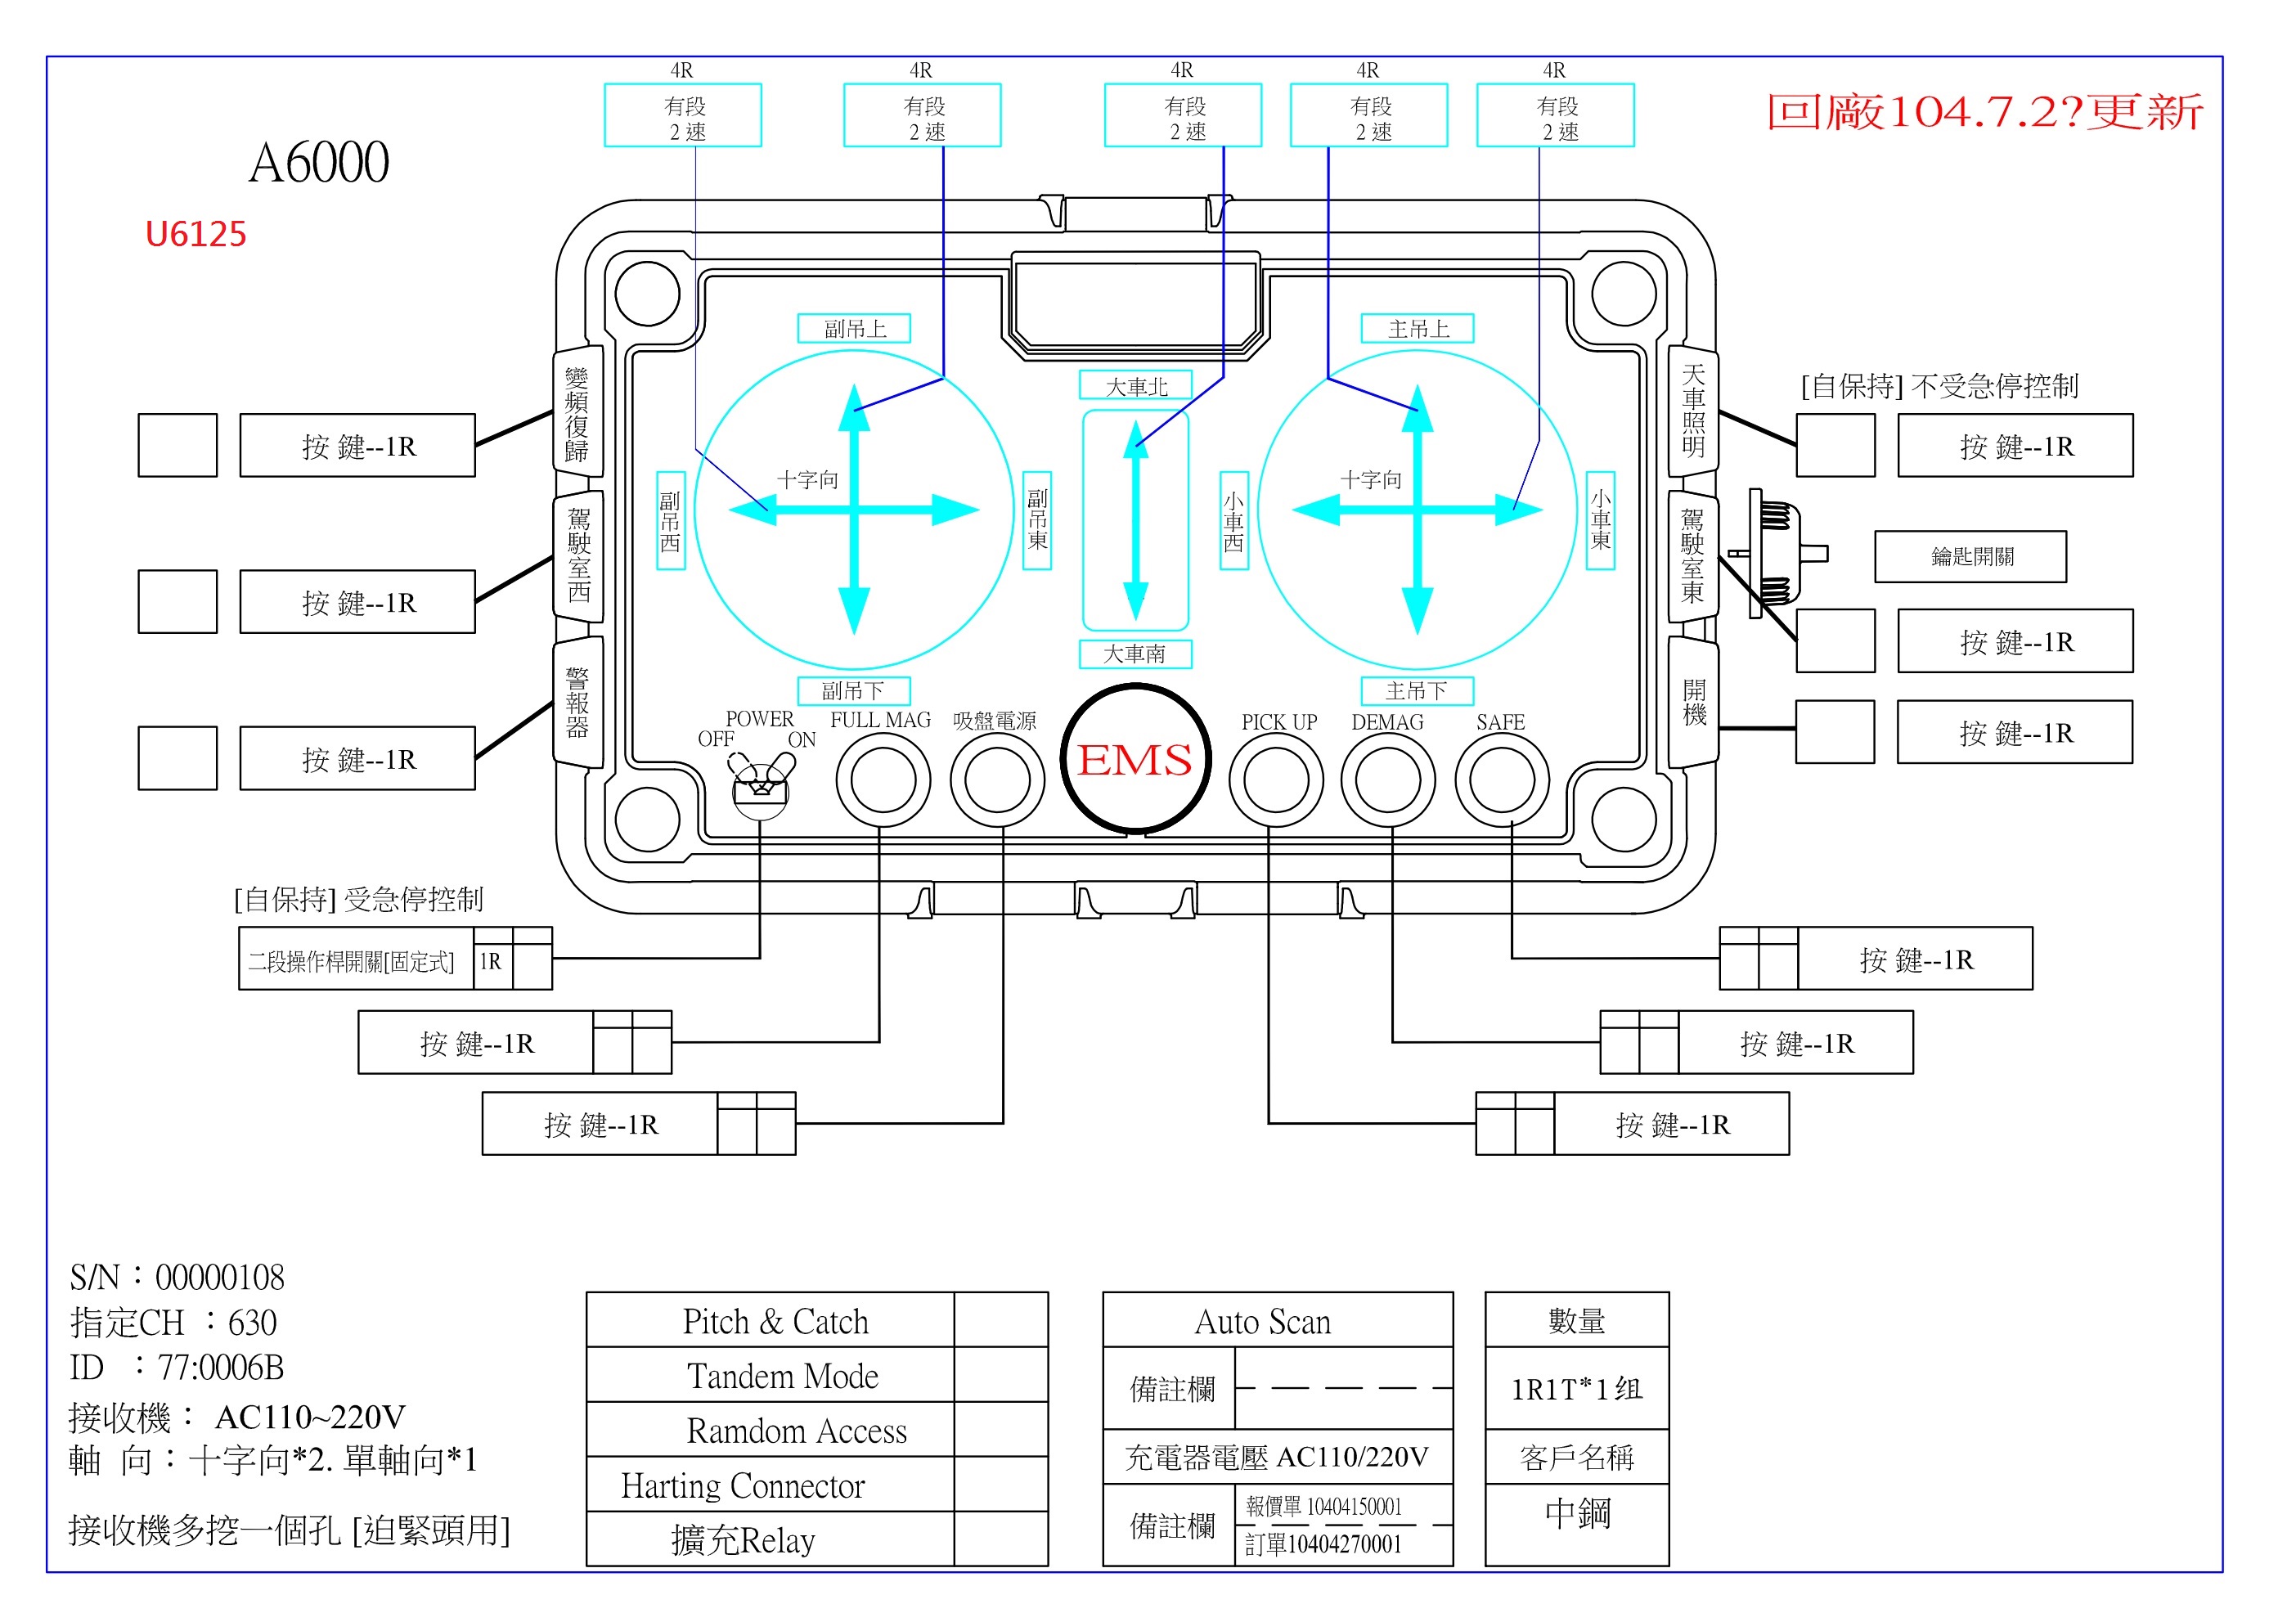 4R
4R
4R
4R
4R
有段
2 速
有段
2 速
有段
2 速
有段
2 速
有段
2 速
回廠104.7.2?更新
A6000
U6125
副吊上
主吊上
大車北
變頻復歸
天車照明
[自保持] 不受急停控制
按 鍵--1R
按 鍵--1R
十字向
十字向
副吊西
副吊東
小車西
小車東
駕駛室西
駕駛室東
鑰匙開關
按 鍵--1R
按 鍵--1R
大車南
副吊下
主吊下
警報器
開機
按 鍵--1R
按 鍵--1R
POWER
OFF
ON
FULL MAG
吸盤電源
EMS
PICK UP
DEMAG
SAFE
[自保持] 受急停控制
二段操作桿開關[固定式]
1R
按 鍵--1R
按 鍵--1R
按 鍵--1R
按 鍵--1R
按 鍵--1R
S/N：00000108
指定CH ：630
ID ：77:0006B
接收機： AC110~220V
軸 向：十字向*2. 單軸向*1
接收機多挖一個孔 [迫緊頭用]
Pitch & Catch
Tandem Mode
Ramdom Access
Harting Connector
擴充Relay
Auto Scan
備註欄
充電器電壓 AC110/220V
備註欄
報價單 10404150001
訂單10404270001
數量
1R1T*1组
客戶名稱
中鋼